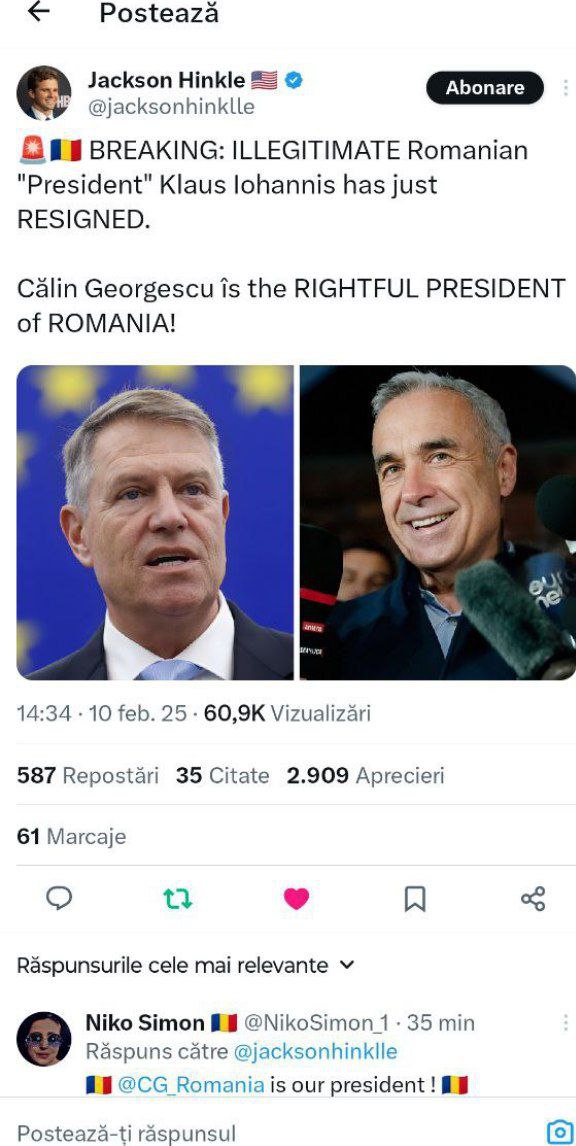 Postează
Jackson Hinkle 🇺🇸
@jacksonhinklle
Abonare
🚨🇷🇴 BREAKING: ILLEGITIMATE Romanian
"President" Klaus Iohannis has just
RESIGNED.
Călin Georgescu îs the RIGHTFUL PRESIDENT
of ROMANIA!
14:34 · 10 feb. 25 · 60,9K Vizualizări
587 Repostări 35 Citate 2.909 Aprecieri
61 Marcaje
Răspunsurile cele mai relevante
Niko Simon 🇷🇴 @NikoSimon_1 · 35 min
Răspuns către @jacksonhinklle
🇷🇴 @CG_Romania is our president ! 🇷🇴
Postează-ți răspunsul